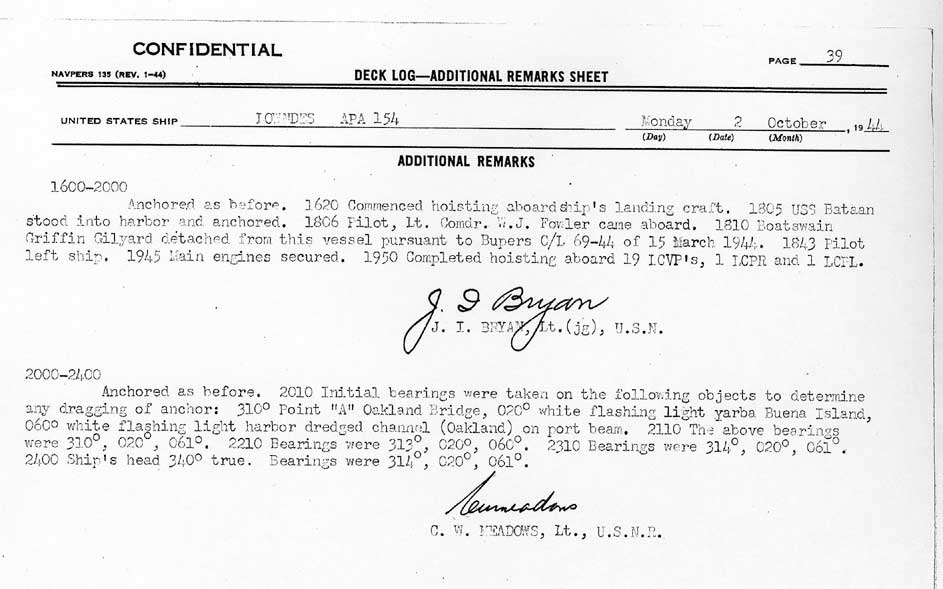 CONFIDENTIAL
PAGE 39
NAVPERS 135 (REV. 1-44)
DECK LOG—ADDITIONAL REMARKS SHEET
UNITED STATES SHIP LOWNDES APA 154 Monday 2 October, 1944
(Day) (Date) (Month)
ADDITIONAL REMARKS
1600-2000
Anchored as before. 1620 Commenced hoisting aboard ship's landing craft. 1805 USS Bataan
stood into harbor and anchored. 1806 Pilot, Lt. Comdr. W.J. Fowler came aboard. 1810 Boatswain
Griffin Gilyard detached from this vessel pursuant to Bupers C/L 69-44 of 15 March 1944. 1843 Pilot
left ship. 1945 Main engines secured. 1950 Completed hoisting aboard 19 LCVP's, 1 LCPR and 1 LCPL.
J. I Bryan
J. I. BRYAN, Lt.(jg), U.S.N.
2000-2400
Anchored as before. 2010 Initial bearings were taken on the following objects to determine
any dragging of anchor: 310° Point "A" Oakland Bridge, 020° white flashing light yarba Buena Island,
060° white flashing light harbor dredged channel (Oakland) on port beam. 2110 The above bearings
were 310°, 020°, 061°. 2210 Bearings were 313°, 020°, 060°. 2310 Bearings were 314°, 020°, 061°.
2400 Ship's head 340° true. Bearings were 314°, 020°, 061°.
C. W. Meadows
C. W. MEADOWS, Lt., U.S.N.R.